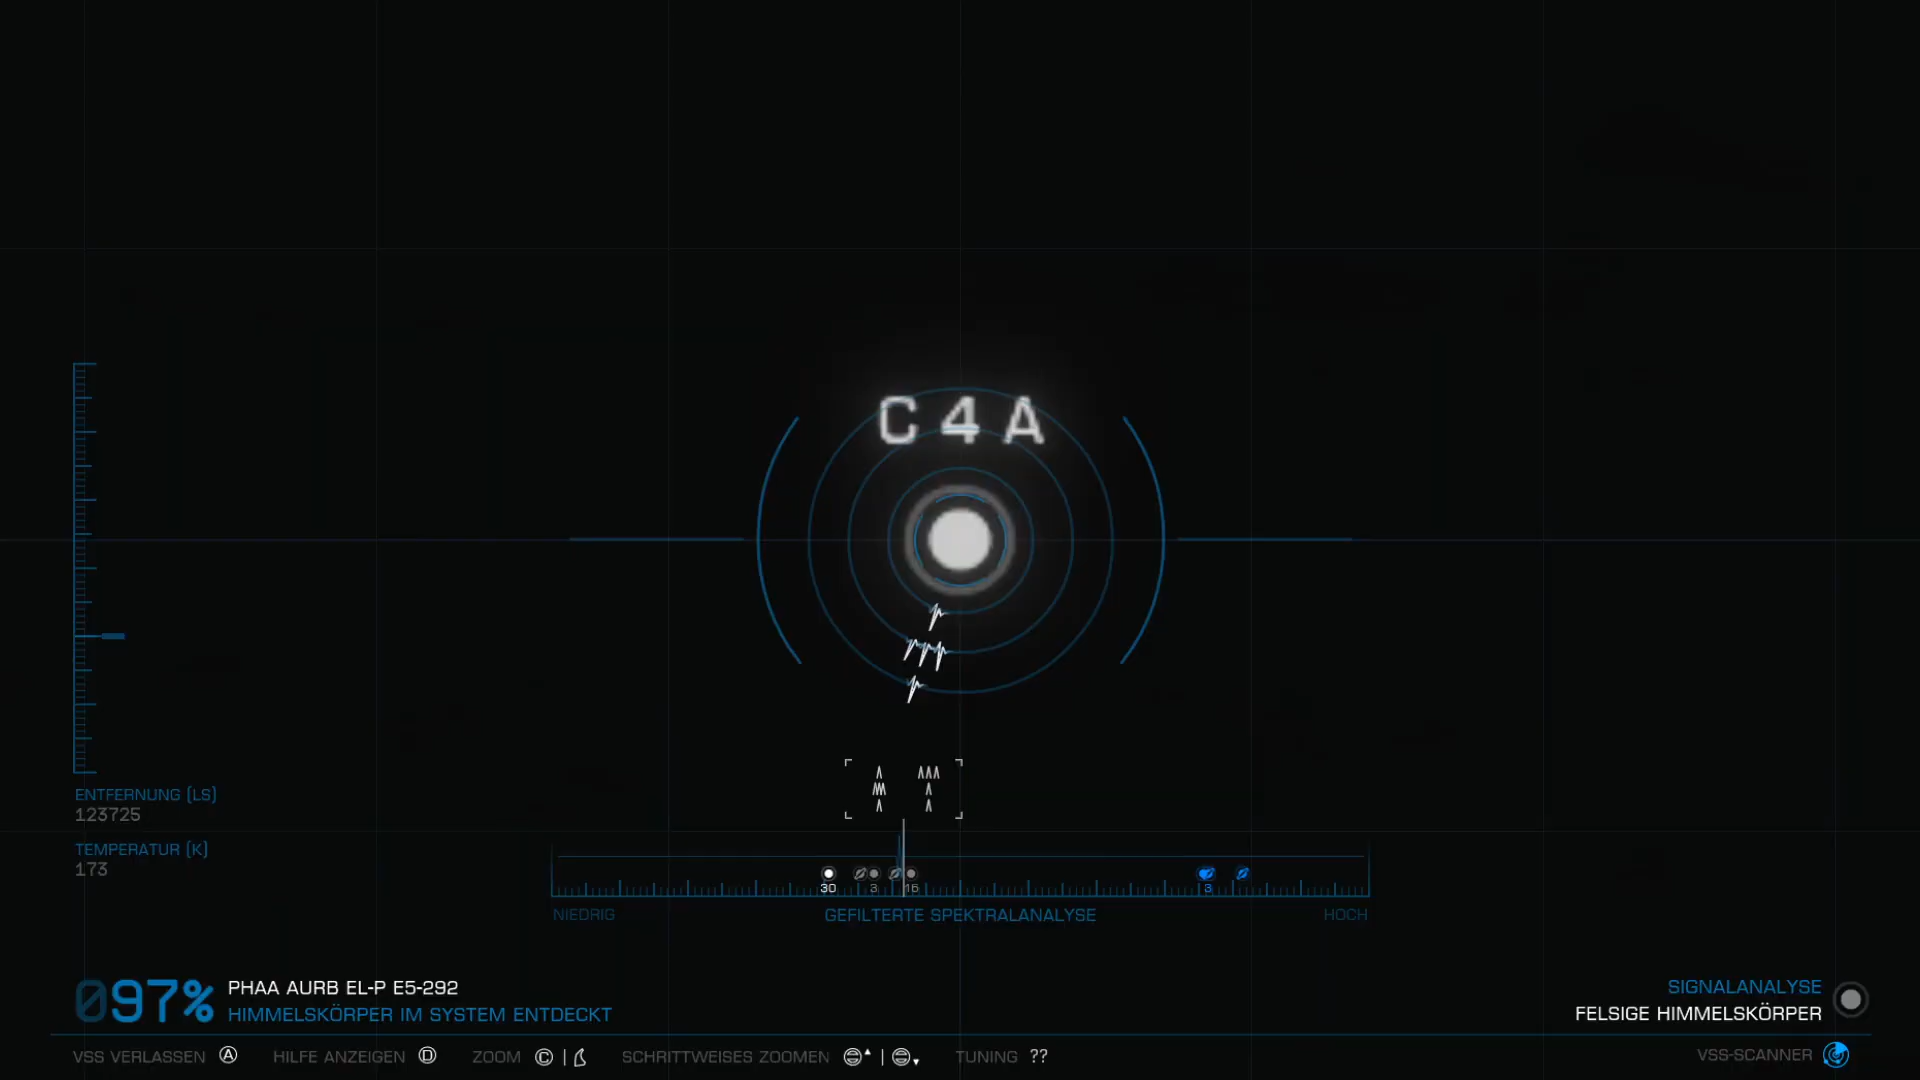 C 4 A
ENTFERNUNG (LS)
123725
TEMPERATUR (K)
173
30 3 16 3
NIEDRIG GEFILTERTE SPEKTRALANALYSE HOCH
097% PHAA AURB EL-P E5-292
HIMMELSKÖRPER IM SYSTEM ENTDECKT
SIGNALANALYSE
FELSIGE HIMMELSKÖRPER
VSS VERLASSEN A HILFE ANZEIGEN D ZOOM C | SCHRITTWEISES ZOOMEN | TUNING ?? VSS-SCANNER